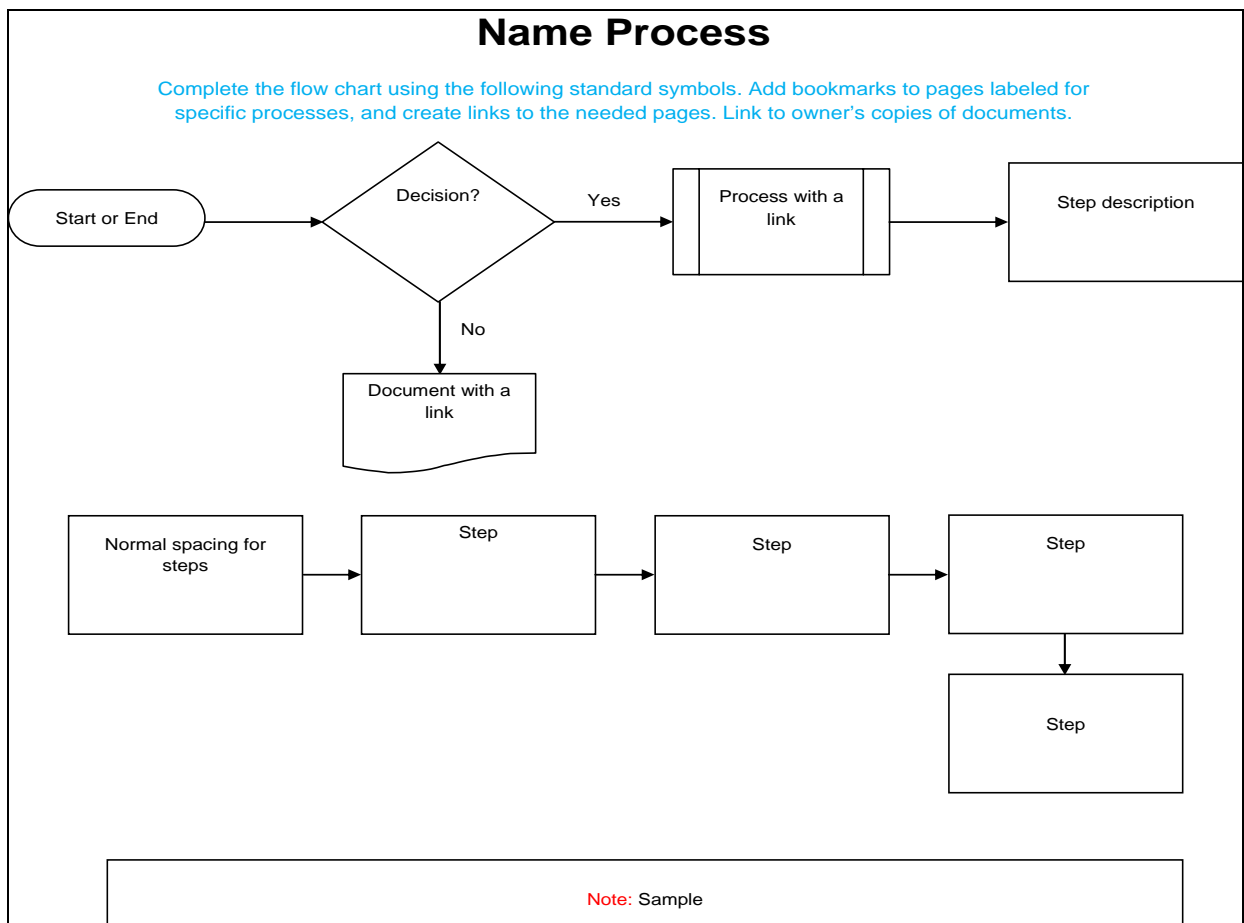 Name Process
Complete the flow chart using the following standard symbols. Add bookmarks to pages labeled for
specific processes, and create links to the needed pages. Link to owner’s copies of documents.
Start or End
Decision?
Yes
Process with a
link
Step description
No
Document with a
link
Normal spacing for
steps
Step
Step
Step
Step
Note: Sample